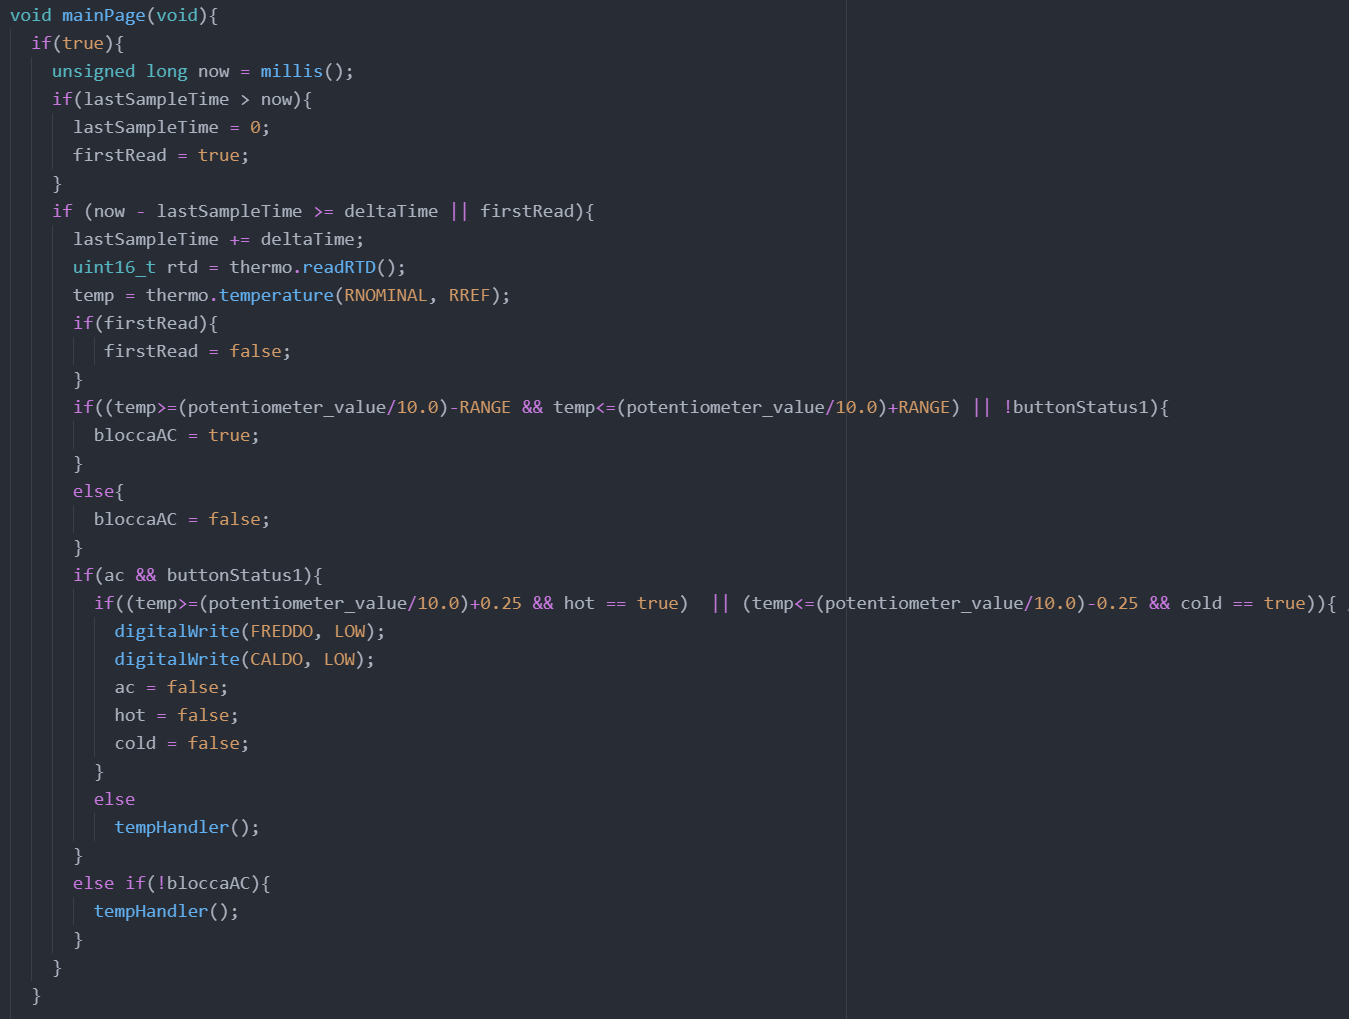 void mainPage(void){
  if(true){
    unsigned long now = millis();
    if(lastSampleTime > now){
      lastSampleTime = 0;
      firstRead = true;
    }
    if (now - lastSampleTime >= deltaTime || firstRead){
      lastSampleTime += deltaTime;
      uint16_t rtd = thermo.readRTD();
      temp = thermo.temperature(RNOMINAL, RREF);
      if(firstRead){
         firstRead = false;
      }
      if((temp>=(potentiometer_value/10.0)-RANGE && temp<=(potentiometer_value/10.0)+RANGE) || !buttonStatus1){
        bloccaAC = true;
      }
      else{
        bloccaAC = false;
      }
      if(ac && buttonStatus1){
        if((temp>=(potentiometer_value/10.0)+0.25 && hot == true)  || (temp<=(potentiometer_value/10.0)-0.25 && cold == true)){
          digitalWrite(FREDDO, LOW);
          digitalWrite(CALDO, LOW);
          ac = false;
          hot = false;
          cold = false;
        }
        else
          tempHandler();
      }
      else if(!bloccaAC){
        tempHandler();
      }
    }
  }